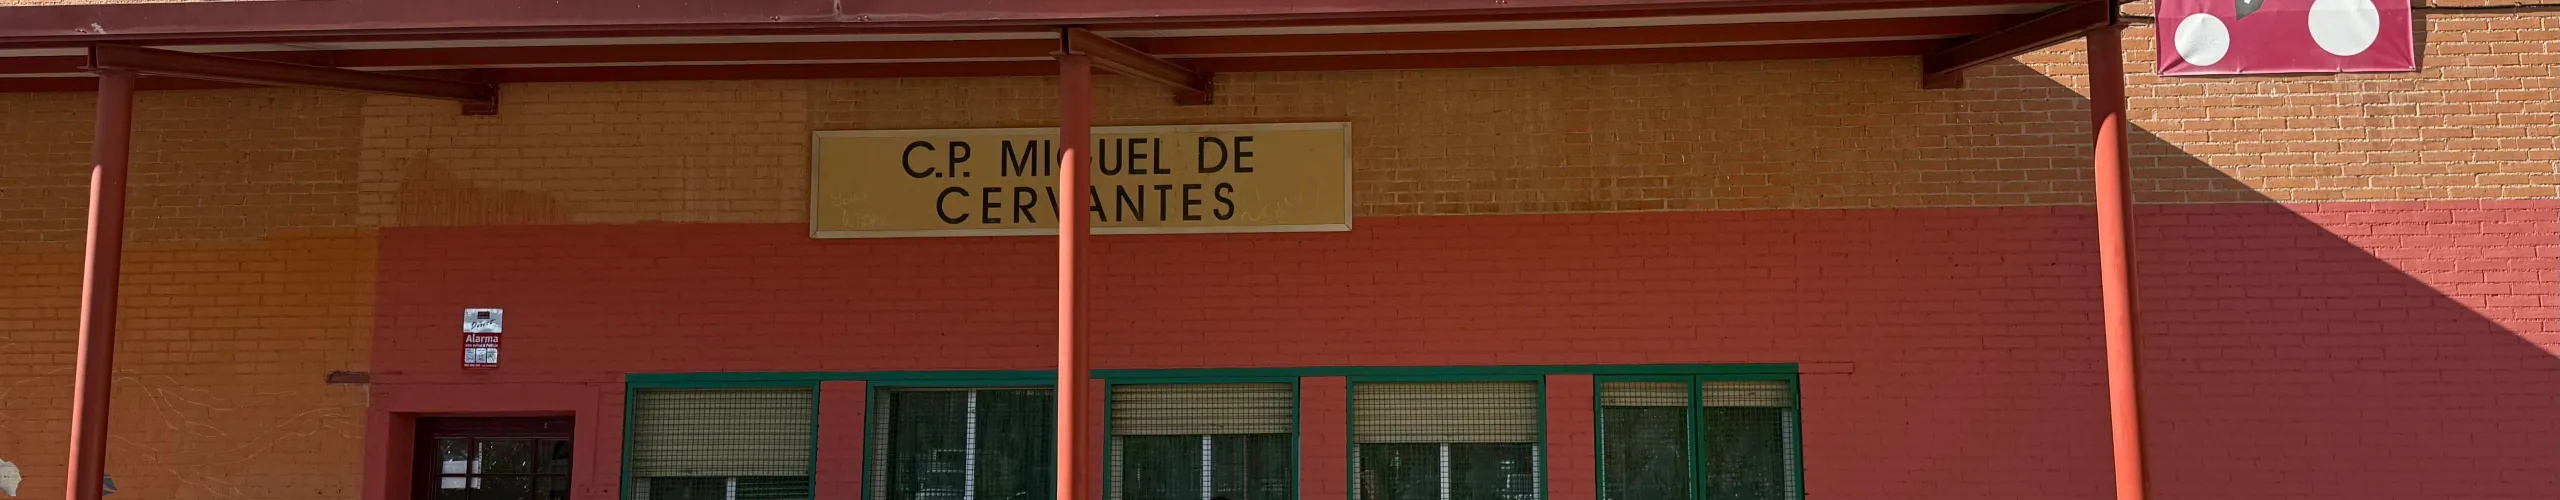 C.P. MIGUEL DE
CERVANTES
Alarma